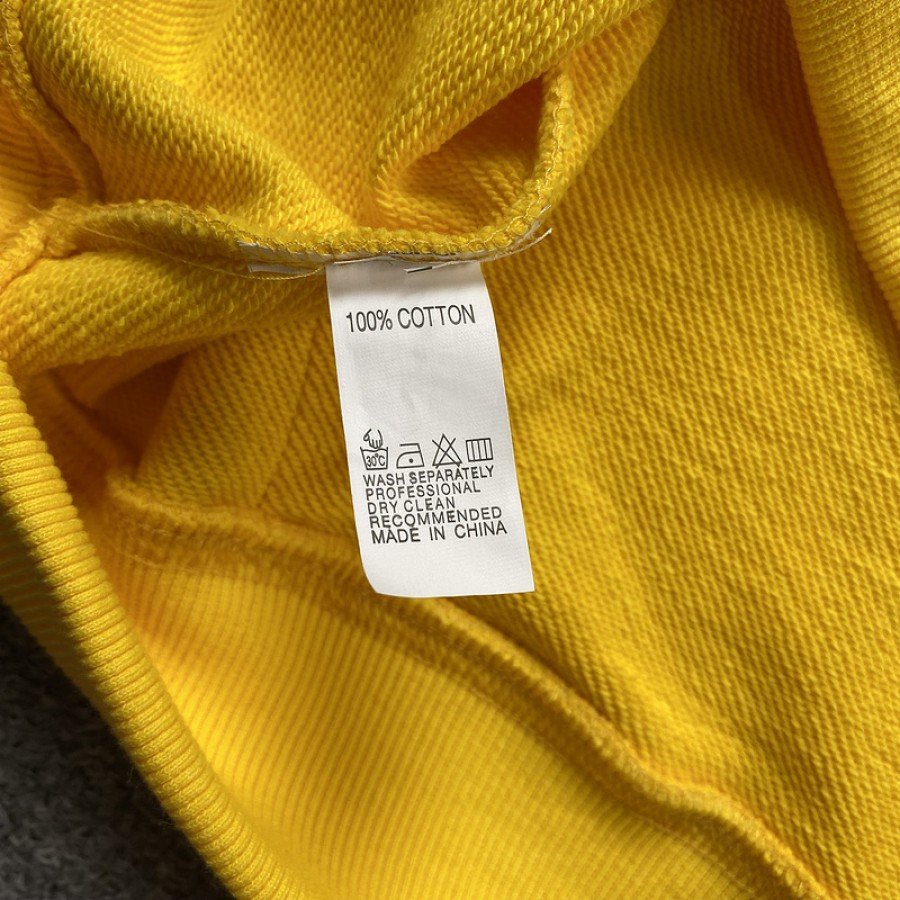 100% COTTON
30°C
WASH SEPARATELY
PROFESSIONAL
DRY CLEAN
RECOMMENDED
MADE IN CHINA